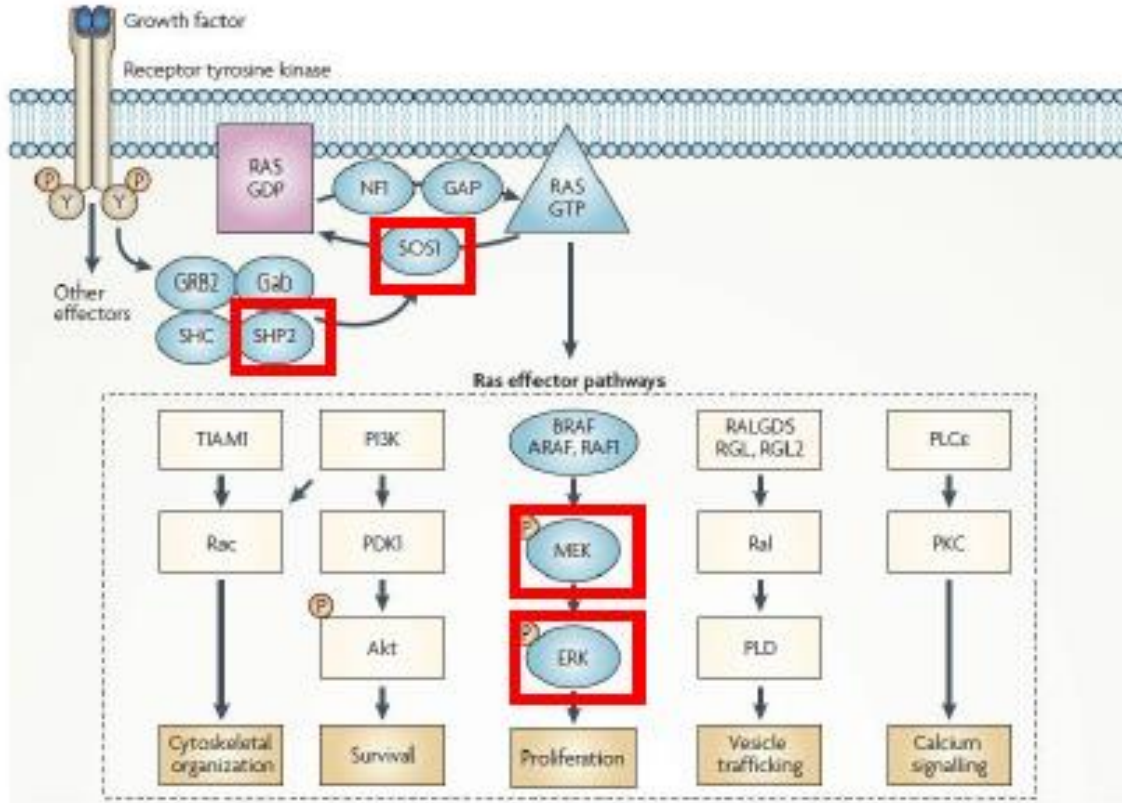 Growth factor
Receptor tyrosine kinase
RAS
GDP
NF1
GAP
RAS
GTP
P
P
Y
Y
SOS1
GRB2
Gab
SHC
SHP2
Other
effectors
Ras effector pathways
TIAM1
PI3K
BRAF
ARAF, RAF1
RALGDS
RGL, RGL2
PLCε
Rac
PDK1
P
MEK
Ral
PKC
P
Akt
P
ERK
PLD
Cytoskeletal
organization
Survival
Proliferation
Vesicle
trafficking
Calcium
signalling